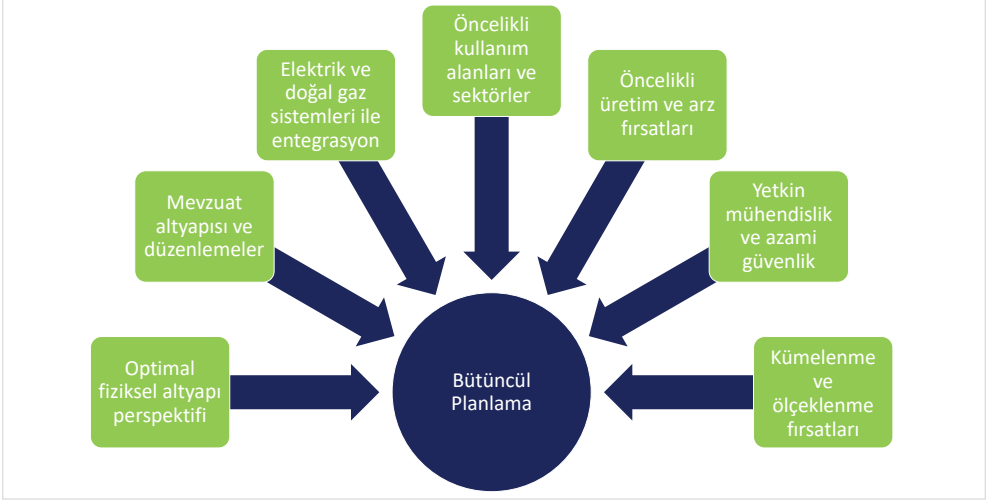 Optimal
fiziksel altyapı
perspektifi
Mevzuat
altyapısı ve
düzenlemeler
Elektrik ve
doğal gaz
sistemleri ile
entegrasyon
Öncelikli
kullanım
alanları ve
sektörler
Öncelikli
üretim ve arz
fırsatları
Yetkin
mühendislik
ve azami
güvenlik
Kümelenme
ve
ölçeklenme
fırsatları
Bütüncül
Planlama